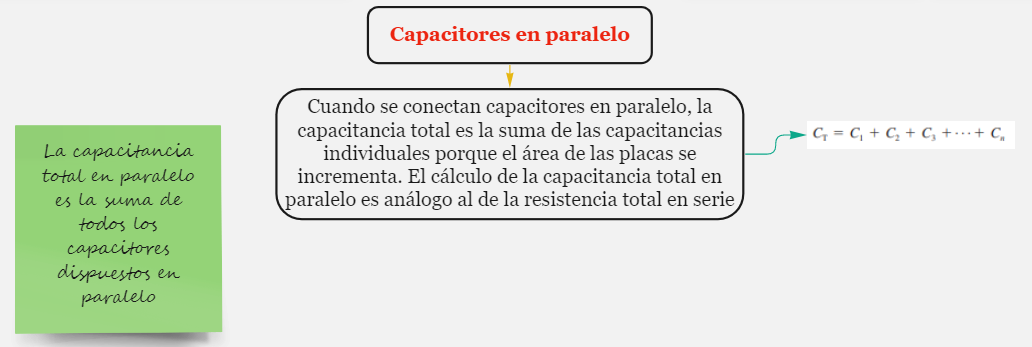 Capacitores en paralelo
Cuando se conectan capacitores en paralelo, la
capacitancia total es la suma de las capacitancias
individuales porque el área de las placas se
incrementa. El cálculo de la capacitancia total en
paralelo es análogo al de la resistencia total en serie
C_T = C_1 + C_2 + C_3 + ··· + C_n
La capacitancia
total en paralelo
es la suma de
todos los
capacitores
dispuestos en
paralelo